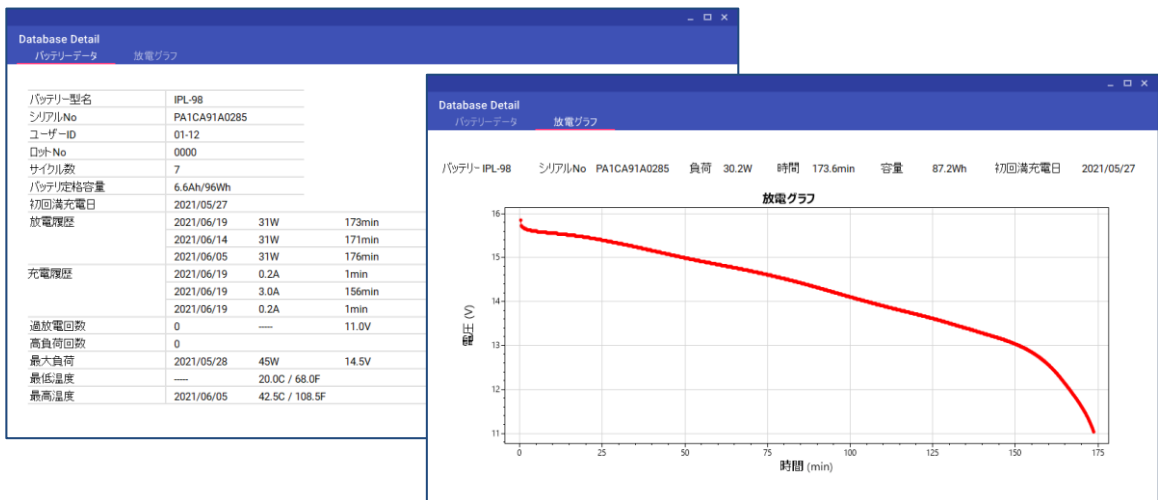 Database Detail
バッテリーデータ 放電グラフ
バッテリー型名 IPL-98
シリアルNo PA1CA91A0285
ユーザーID 01-12
ロットNo 0000
サイクル数 7
バッテリ定格容量 6.6Ah/96Wh
初回満充電日 2021/05/27
放電履歴 2021/06/19 31W 173min
2021/06/14 31W 171min
2021/06/05 31W 176min
充電履歴 2021/06/19 0.2A 1min
2021/06/19 3.0A 156min
2021/06/19 0.2A 1min
過放電回数 0 ----- 11.0V
高負荷回数 0
最大負荷 2021/05/28 45W 14.5V
最低温度 ---- 20.0C / 68.0F
最高温度 2021/06/05 42.5C / 108.5F
Database Detail
バッテリーデータ 放電グラフ
バッテリー IPL-98 シリアルNo PA1CA91A0285 負荷 30.2W 時間 173.6min 容量 87.2Wh 初回満充電日 2021/05/27
放電グラフ
電圧 (V)
16
15
14
13
12
11
0 25 50 75 100 125 150 175
時間 (min)